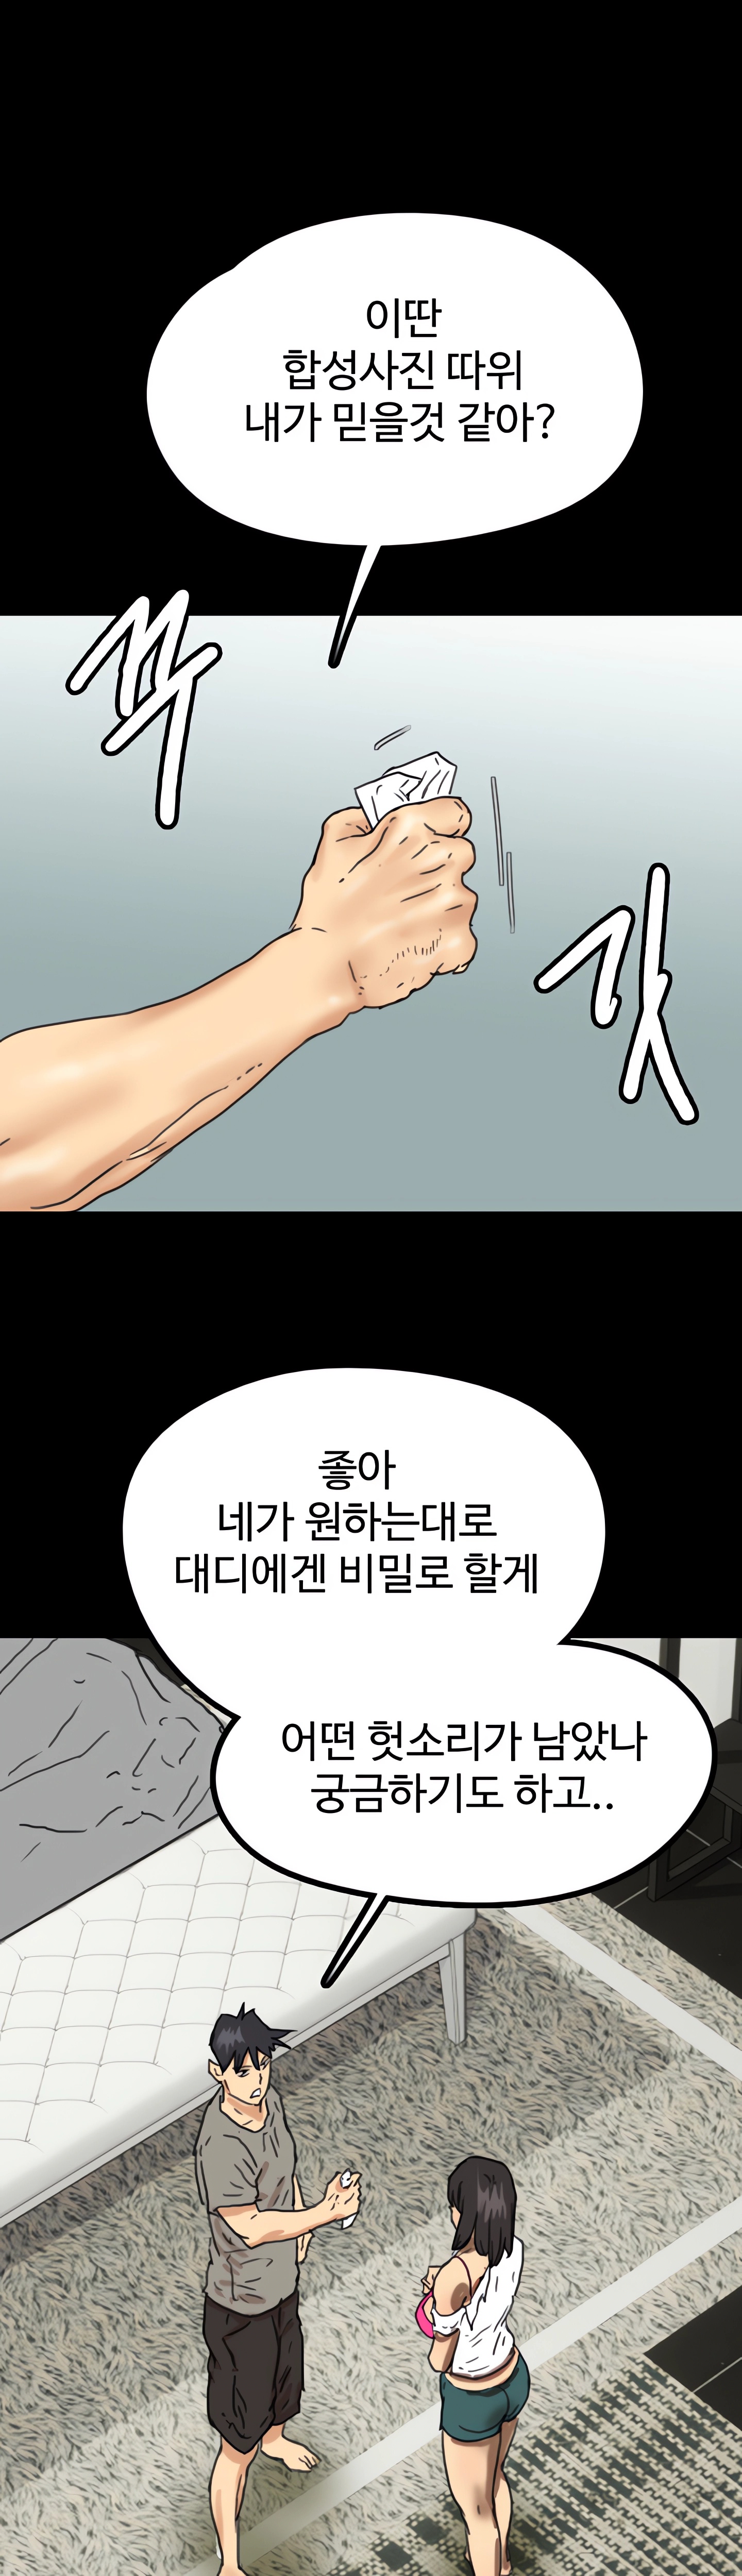 이딴
합성사진 따위
내가 믿을것 같아?
좋아
네가 원하는대로
대디에겐 비밀로 할게
어떤 헛소리가 남았나
궁금하기도 하고..